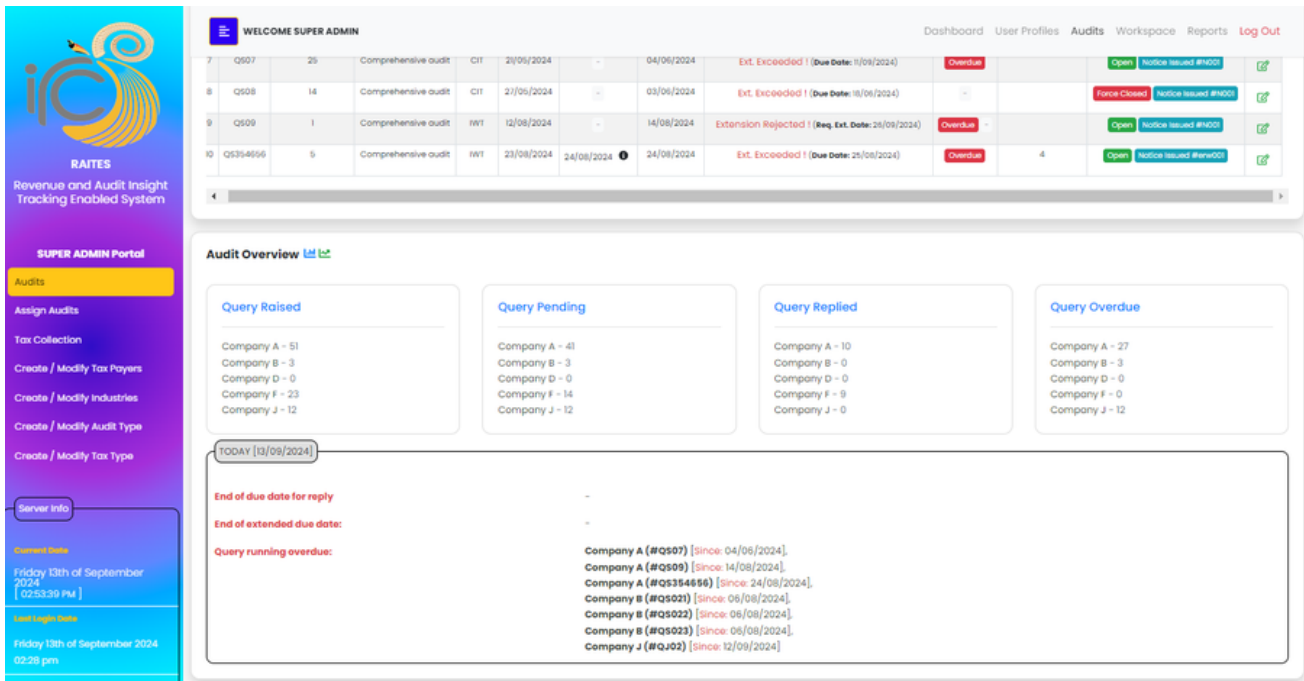 WELCOME SUPER ADMIN
Dashboard User Profiles Audits Workspace Reports Log Out
irc
RAITES
Revenue and Audit Insight
Tracking Enabled System
SUPER ADMIN Portal
Audits
Assign Audits
Tax Collection
Create / Modify Tax Payers
Create / Modify Industries
Create / Modify Audit Type
Create / Modify Tax Type
Server Info
Current Date
Friday 13th of September
2024
[ 02:53:39 PM ]
Last Login Date
Friday 13th of September 2024
02:28 pm
7 QS07 25 Comprehensive audit CIT 21/05/2024 - 04/06/2024 Ext. Exceeded ! (Due Date: 11/09/2024) Overdue Open Notice Issued #N001
8 QS08 14 Comprehensive audit CIT 27/05/2024 - 03/06/2024 Ext. Exceeded ! (Due Date: 18/06/2024) - Force Closed Notice Issued #N001
9 QS09 1 Comprehensive audit IWT 12/08/2024 - 14/08/2024 Extension Rejected ! (Req. Ext. Date: 26/09/2024) Overdue - Open Notice Issued #N001
10 QS354656 5 Comprehensive audit IWT 23/08/2024 24/08/2024 24/08/2024 Ext. Exceeded ! (Due Date: 25/08/2024) Overdue 4 Open Notice Issued #erw001
Audit Overview
Query Raised
Company A - 51
Company B - 3
Company D - 0
Company F - 23
Company J - 12
Query Pending
Company A - 41
Company B - 3
Company D - 0
Company F - 14
Company J - 12
Query Replied
Company A - 10
Company B - 0
Company D - 0
Company F - 9
Company J - 0
Query Overdue
Company A - 27
Company B - 3
Company D - 0
Company F - 0
Company J - 12
TODAY [13/09/2024]
End of due date for reply -
End of extended due date: -
Query running overdue: Company A (#QS07) [Since: 04/06/2024],
Company A (#QS09) [Since: 14/08/2024],
Company A (#QS354656) [Since: 24/08/2024],
Company B (#QS021) [Since: 06/08/2024],
Company B (#QS022) [Since: 06/08/2024],
Company B (#QS023) [Since: 06/08/2024],
Company J (#QJ02) [Since: 12/09/2024]